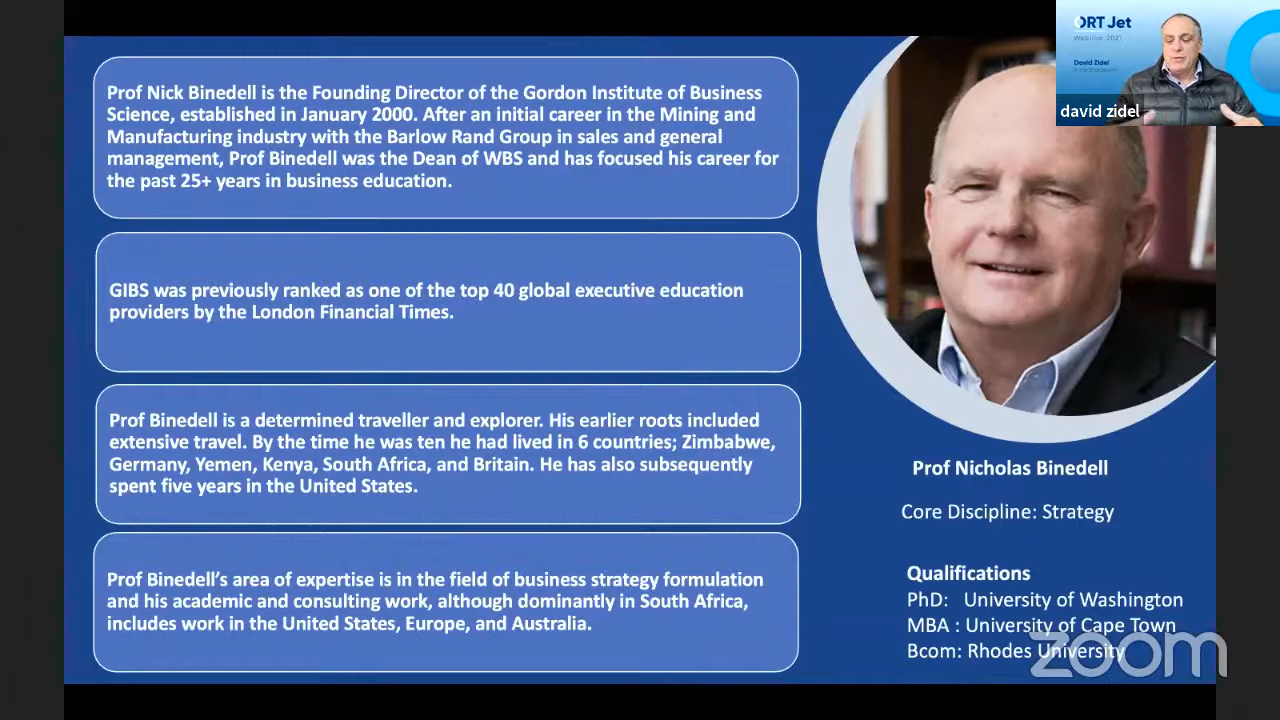 Prof Nick Binedell is the Founding Director of the Gordon Institute of Business
Science, established in January 2000. After an initial career in the Mining and
Manufacturing industry with the Barlow Rand Group in sales and general
management, Prof Binedell was the Dean of WBS and has focused his career for
the past 25+ years in business education.
GIBS was previously ranked as one of the top 40 global executive education
providers by the London Financial Times.
Prof Binedell is a determined traveller and explorer. His earlier roots included
extensive travel. By the time he was ten he had lived in 6 countries; Zimbabwe,
Germany, Yemen, Kenya, South Africa, and Britain. He has also subsequently
spent five years in the United States.
Prof Binedell’s area of expertise is in the field of business strategy formulation
and his academic and consulting work, although dominantly in South Africa,
includes work in the United States, Europe, and Australia.
ORT Jet
Webinar 2021
David Zidel
david zidel
Prof Nicholas Binedell
Core Discipline: Strategy
Qualifications
PhD: University of Washington
MBA : University of Cape Town
Bcom: Rhodes University
zoom